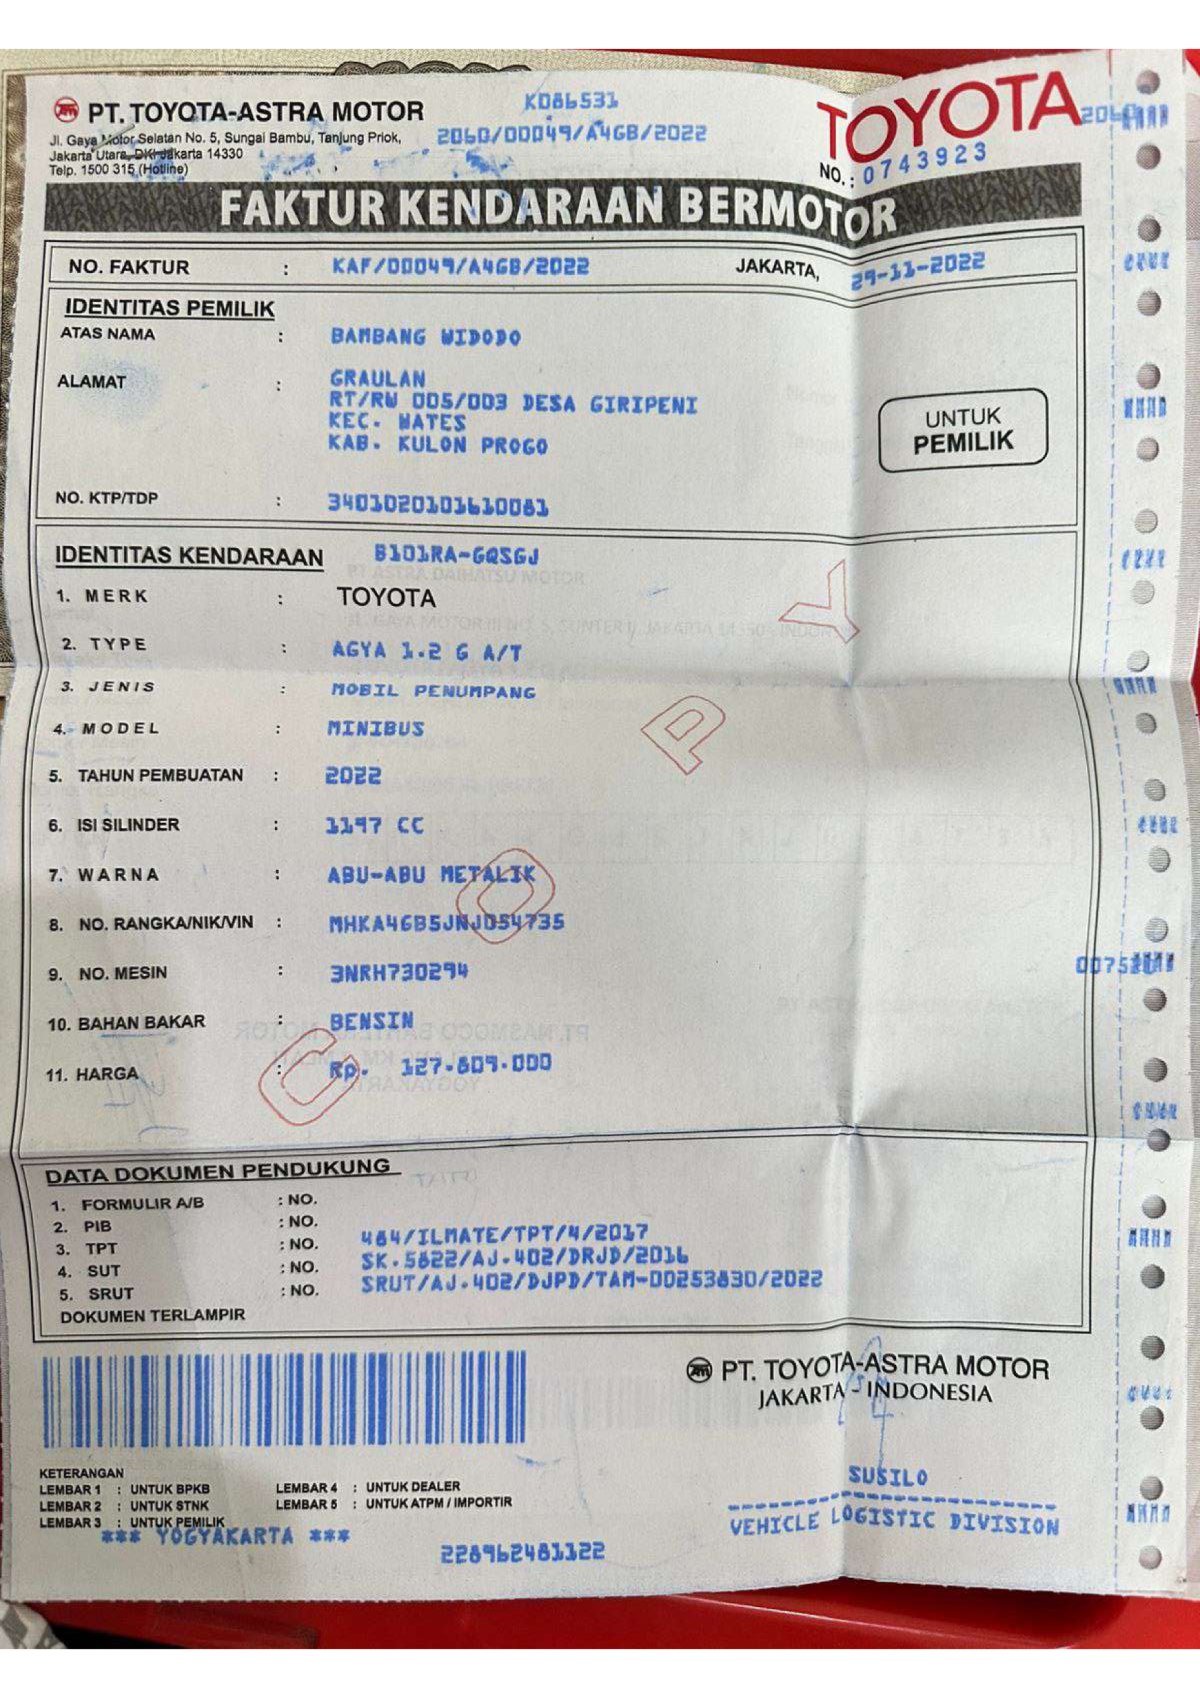 PT. TOYOTA-ASTRA MOTOR
Jl. Gaya Motor Selatan No. 5, Sungai Bambu, Tanjung Priok,
Jakarta Utara, DKI Jakarta 14330
Telp. 1500 315 (Hotline)
KD86531
2060/00049/A4GB/2022
TOYOTA
NO. : 0743923
FAKTUR KENDARAAN BERMOTOR
NO. FAKTUR : KAF/00049/A4GB/2022 JAKARTA, 29-11-2022
IDENTITAS PEMILIK
ATAS NAMA : BAMBANG WIDODO
ALAMAT : GRAULAN
RT/RW 005/003 DESA GIRIPENI
KEC. WATES
KAB. KULON PROGO
UNTUK
PEMILIK
NO. KTP/TDP : 3401020101610081
IDENTITAS KENDARAAN B101RA-GQSGJ
1. MERK : TOYOTA
2. TYPE : AGYA 1.2 G A/T
3. JENIS : MOBIL PENUMPANG
4. MODEL : MINIBUS
5. TAHUN PEMBUATAN : 2022
6. ISI SILINDER : 1197 CC
7. WARNA : ABU-ABU METALIK
8. NO. RANGKA/NIK/VIN : MHKA4GB5JNJ054735
9. NO. MESIN : 3NRH730294
10. BAHAN BAKAR : BENSIN
11. HARGA : Rp. 127.809.000
COPY
DATA DOKUMEN PENDUKUNG
1. FORMULIR A/B : NO.
2. PIB : NO.
3. TPT : NO. 484/ILMATE/TPT/4/2017
4. SUT : NO. SK.5822/AJ.402/DRJD/2016
5. SRUT : NO. SRUT/AJ.402/DJPD/TAM-00253830/2022
DOKUMEN TERLAMPIR
PT. TOYOTA-ASTRA MOTOR
JAKARTA - INDONESIA
KETERANGAN
LEMBAR 1 : UNTUK BPKB LEMBAR 4 : UNTUK DEALER
LEMBAR 2 : UNTUK STNK LEMBAR 5 : UNTUK ATPM / IMPORTIR
LEMBAR 3 : UNTUK PEMILIK
*** YOGYAKARTA ***
228962481122
SUSILO
VEHICLE LOGISTIC DIVISION